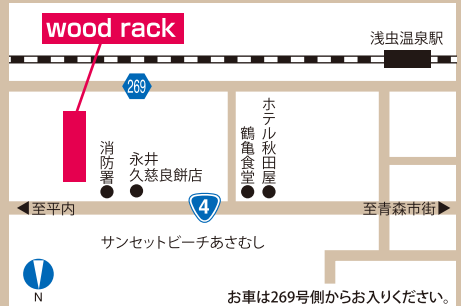 wood rack
浅虫温泉駅
269
消防署
永井
久慈良餅店
鶴亀食堂
ホテル秋田屋
◀至平内
4
至青森市街▶
サンセットビーチあさむし
N
お車は269号側からお入りください。